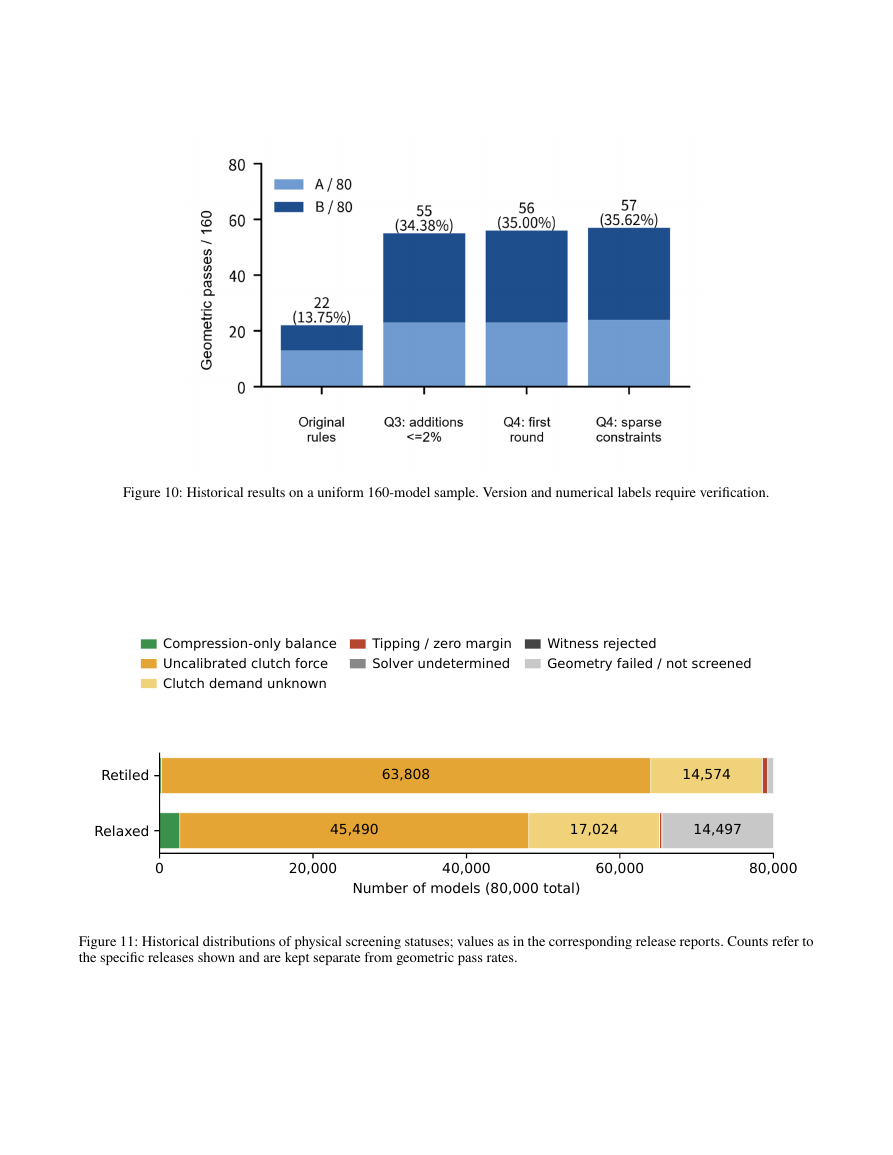 80
60
40
20
0
Geometric passes / 160
A / 80
B / 80
22
(13.75%)
55
(34.38%)
56
(35.00%)
57
(35.62%)
Original
rules
Q3: additions
<=2%
Q4: first
round
Q4: sparse
constraints
Figure 10: Historical results on a uniform 160-model sample. Version and numerical labels require verification.
Compression-only balance
Uncalibrated clutch force
Clutch demand unknown
Tipping / zero margin
Solver undetermined
Witness rejected
Geometry failed / not screened
Retiled
63,808
14,574
Relaxed
45,490
17,024
14,497
0
20,000
40,000
60,000
80,000
Number of models (80,000 total)
Figure 11: Historical distributions of physical screening statuses; values as in the corresponding release reports. Counts refer to
the specific releases shown and are kept separate from geometric pass rates.